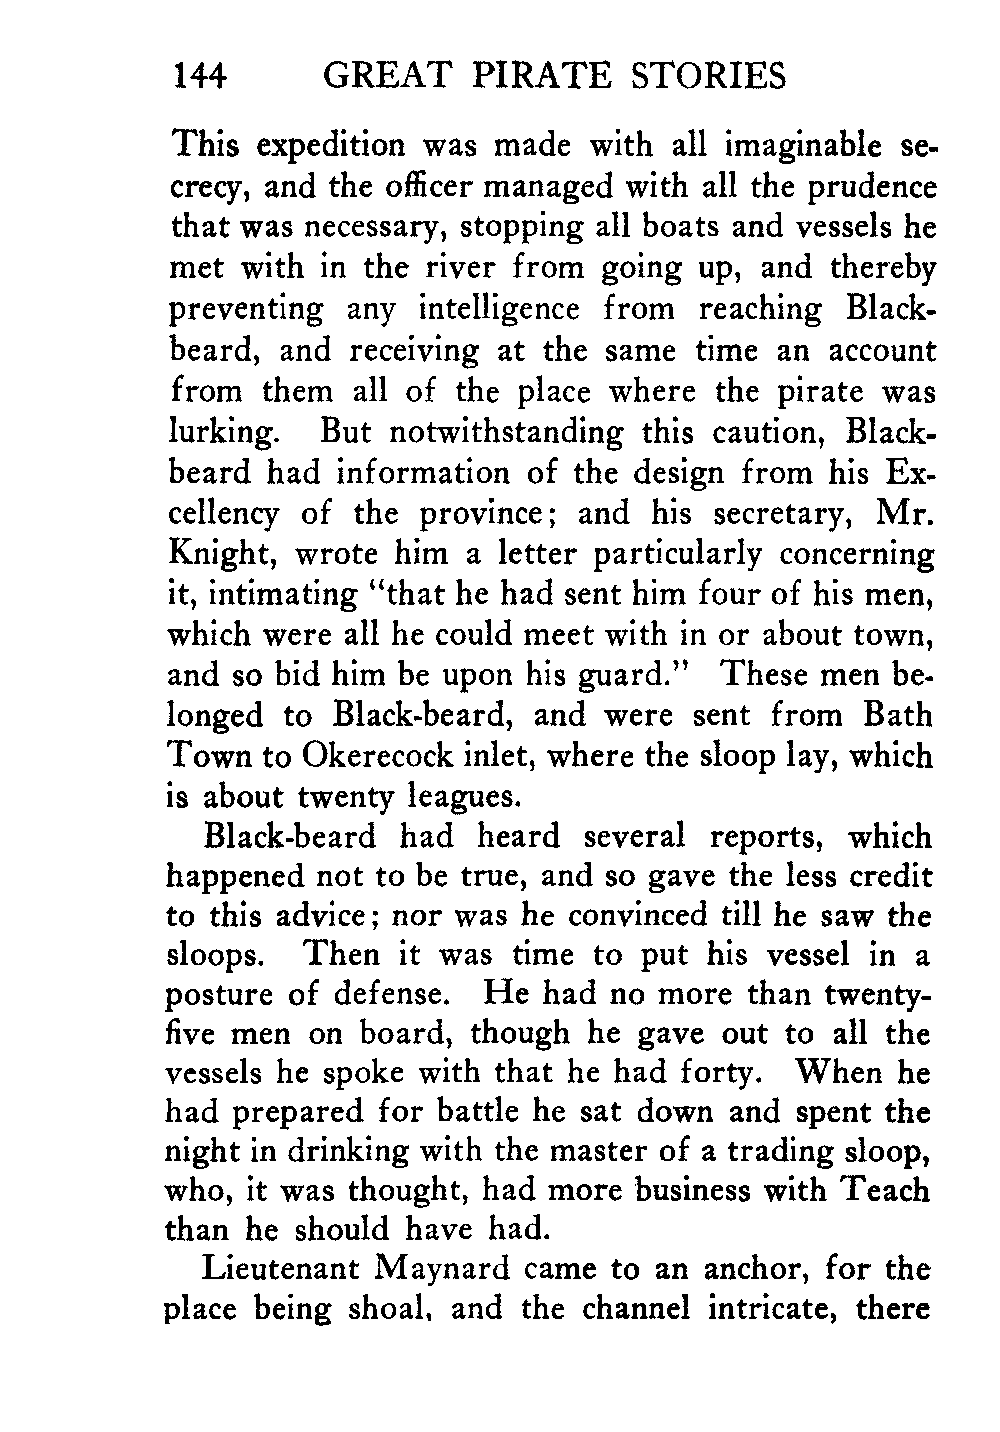 144 GREAT PIRATE STORIES
This expedition was made with all imaginable se-
crecy, and the officer managed with all the prudence
that was necessary, stopping all boats and vessels he
met with in the river from going up, and thereby
preventing any intelligence from reaching Black-
beard, and receiving at the same time an account
from them all of the place where the pirate was
lurking. But notwithstanding this caution, Black-
beard had information of the design from his Ex-
cellency of the province; and his secretary, Mr.
Knight, wrote him a letter particularly concerning
it, intimating “that he had sent him four of his men,
which were all he could meet with in or about town,
and so bid him be upon his guard.” These men be-
longed to Black-beard, and were sent from Bath
Town to Okerecock inlet, where the sloop lay, which
is about twenty leagues.
Black-beard had heard several reports, which
happened not to be true, and so gave the less credit
to this advice; nor was he convinced till he saw the
sloops. Then it was time to put his vessel in a
posture of defense. He had no more than twenty-
five men on board, though he gave out to all the
vessels he spoke with that he had forty. When he
had prepared for battle he sat down and spent the
night in drinking with the master of a trading sloop,
who, it was thought, had more business with Teach
than he should have had.
Lieutenant Maynard came to an anchor, for the
place being shoal, and the channel intricate, there